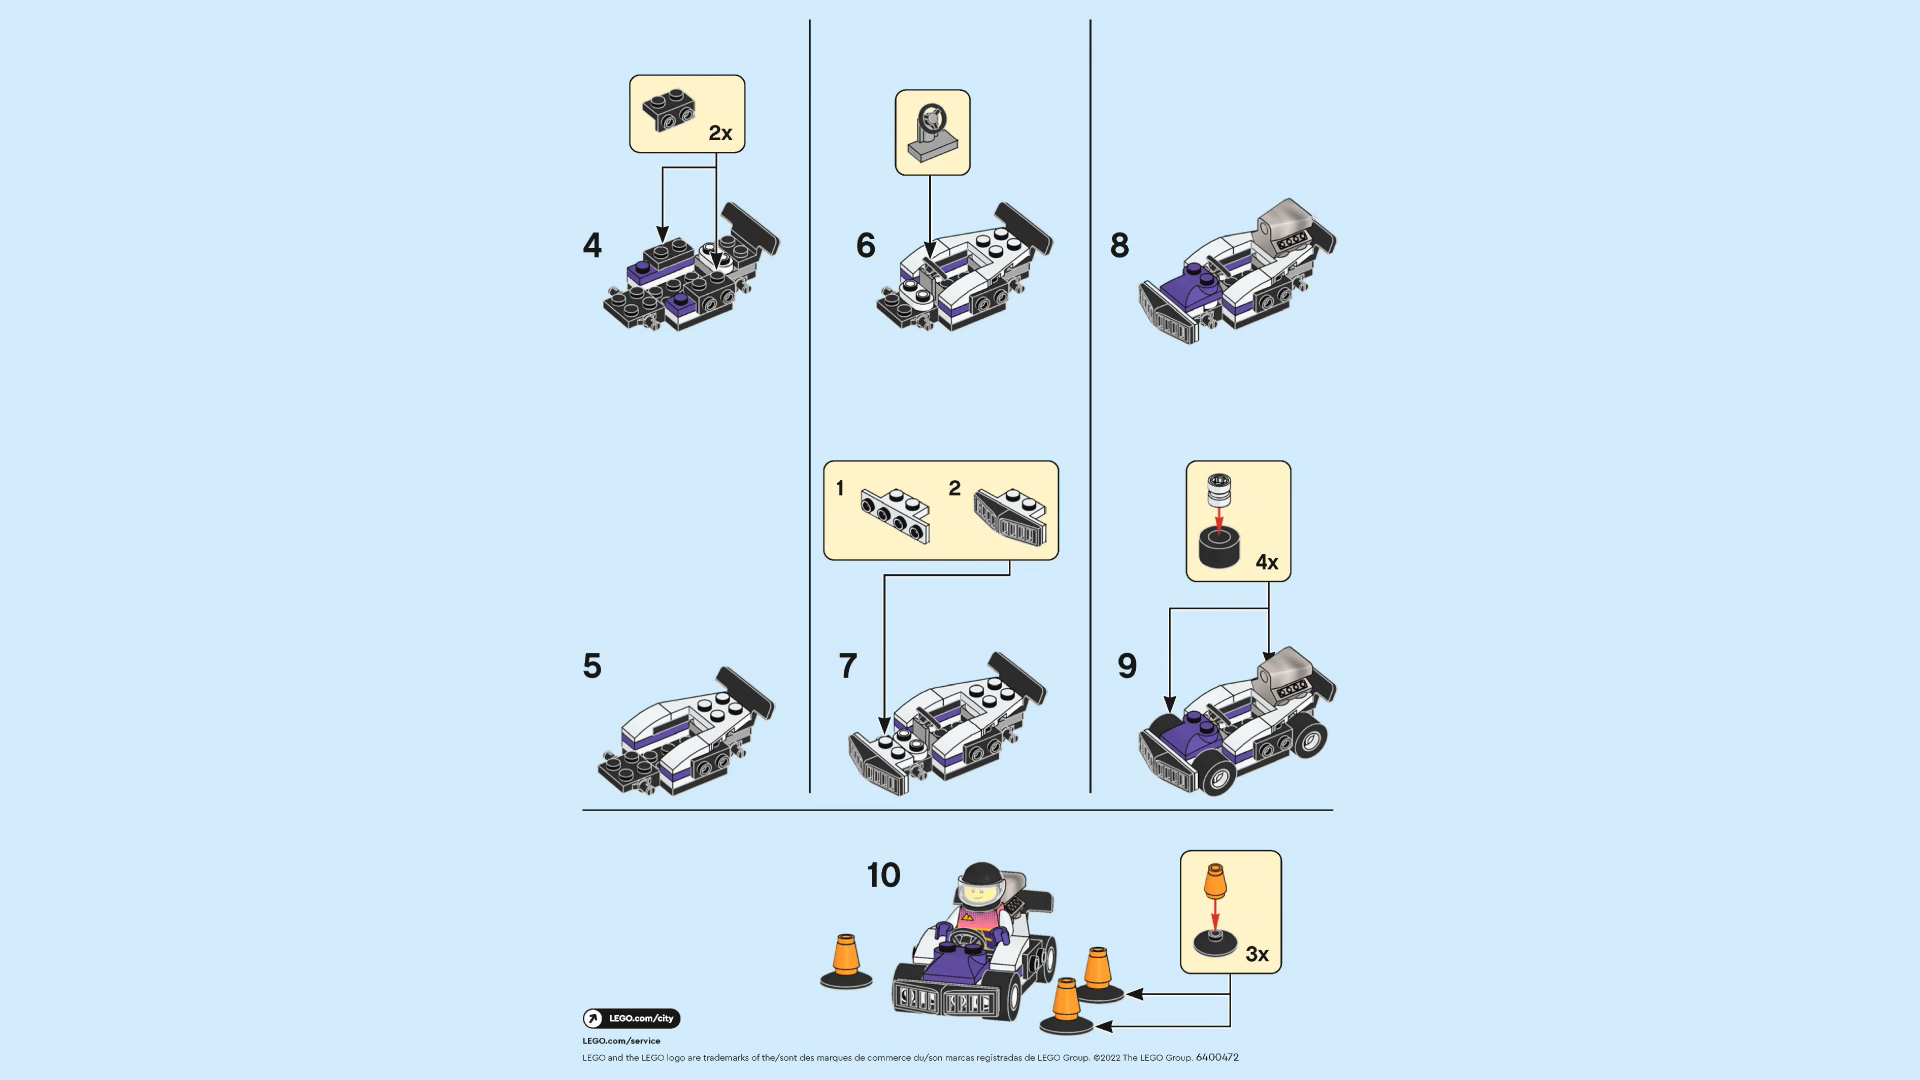 2x
4
5
6
1
2
7
8
4x
9
10
3x
LEGO.com/city
LEGO.com/service
LEGO and the LEGO logo are trademarks of the/sont des marques de commerce du/son marcas registradas de LEGO Group. ©2022 The LEGO Group. 6400472